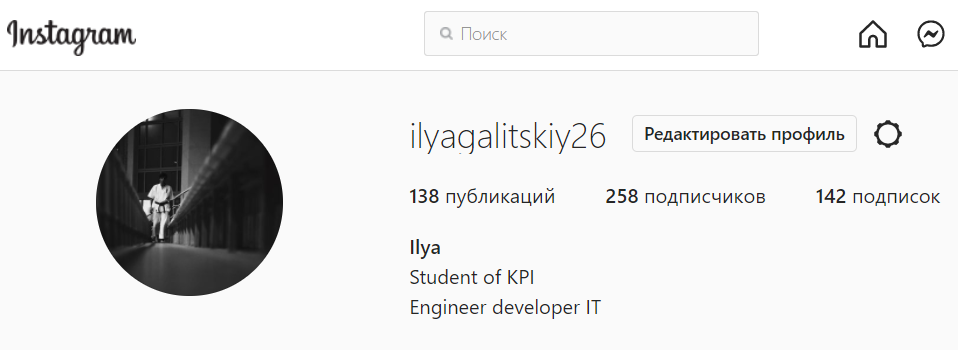 Instagram
Поиск
ilyagalitskiy26
Редактировать профиль
138 публикаций 258 подписчиков 142 подписок
Ilya
Student of KPI
Engineer developer IT